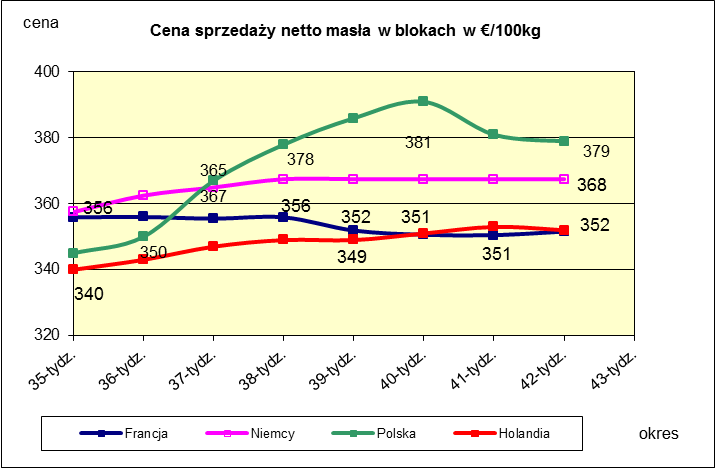 cena
Cena sprzedaży netto masła w blokach w €/100kg
400
380
360
340
320
381
379
365
378
368
367
356
356
352
351
352
350
349
351
340
35-tydz.
36-tydz.
37-tydz.
38-tydz.
39-tydz.
40-tydz.
41-tydz.
42-tydz.
43-tydz.
Francja Niemcy Polska Holandia
okres